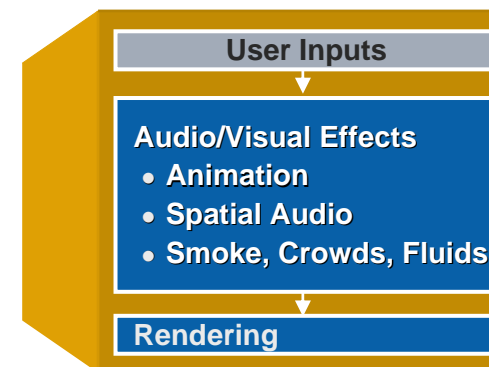 User Inputs
Audio/Visual Effects
● Animation
● Spatial Audio
● Smoke, Crowds, Fluids
Rendering